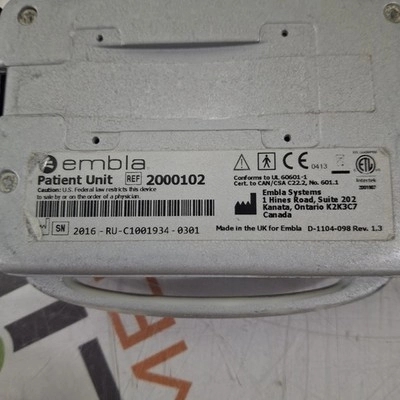 embla
Patient Unit REF 2000102
Caution: U.S. Federal law restricts this device
to sale by or on the order of a physician
SN 2016-RU-C1001934-0301
CE 0413
Conforms to UL 60601-1
Cert. to CAN/CSA C22.2, No. 601.1
ETL
Intertek
Embla Systems
1 Hines Road, Suite 202
Kanata, Ontario K2K3C7
Canada
Made in the UK for Embla D-1104-098 Rev. 1.3